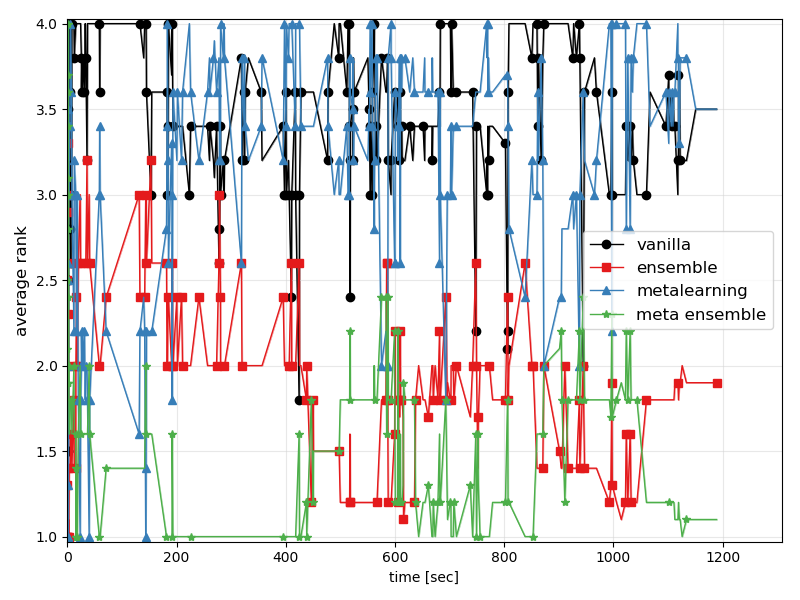 average rank
4.0
3.5
3.0
2.5
2.0
1.5
1.0
vanilla
ensemble
metalearning
meta ensemble
0
200
400
600
800
1000
1200
time [sec]